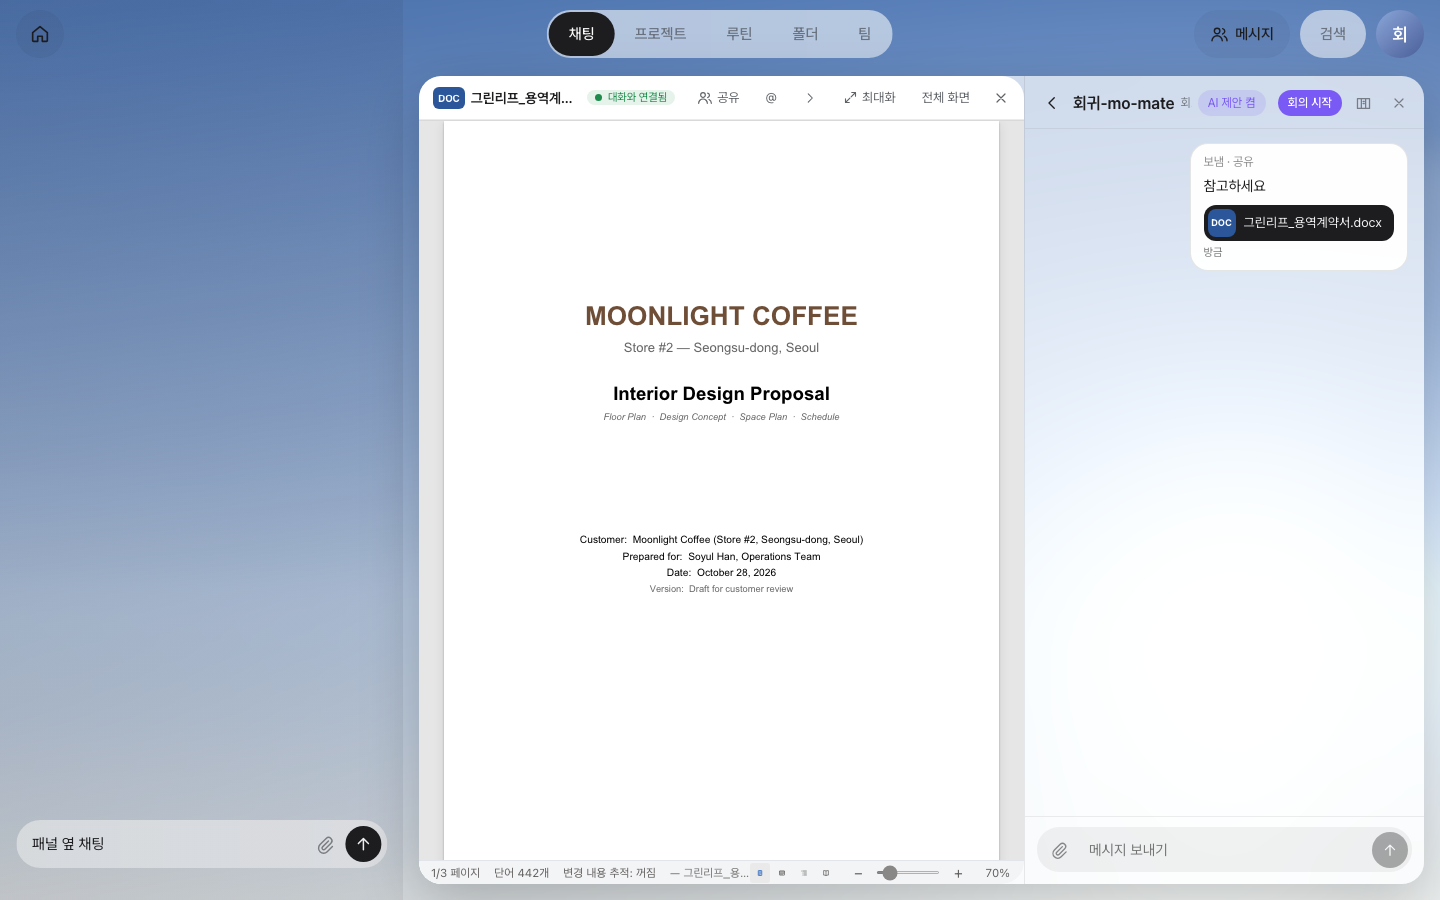 채팅
프로젝트
루틴
폴더
팀
메시지
검색
회
DOC 그린리프_용역계...
대화와 연결됨
공유
@
최대화
전체 화면
MOONLIGHT COFFEE
Store #2 — Seongsu-dong, Seoul
Interior Design Proposal
Floor Plan · Design Concept · Space Plan · Schedule
Customer: Moonlight Coffee (Store #2, Seongsu-dong, Seoul)
Prepared for: Soyul Han, Operations Team
Date: October 28, 2026
Version: Draft for customer review
1/3 페이지
단어 442개
변경 내용 추적: 꺼짐
— 그린리프_용...
70%
회귀-mo-mate 회
AI 제안 켬
회의 시작
보냄 · 공유
참고하세요
DOC 그린리프_용역계약서.docx
방금
메시지 보내기
패널 옆 채팅